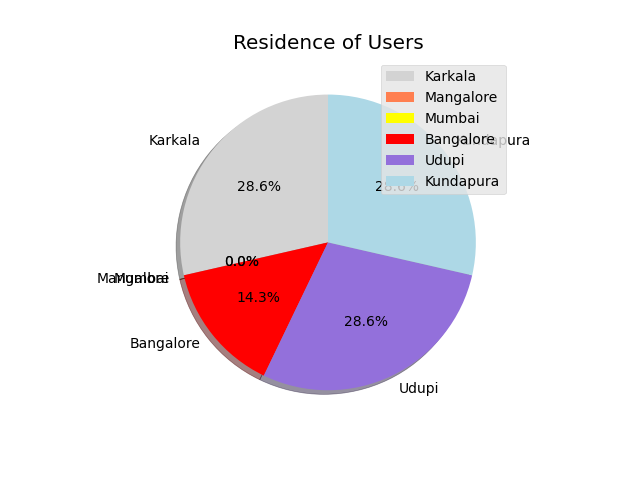 Residence of Users
Karkala
Mangalore
Mumbai
Bangalore
Udupi
Kundapura
Karkala
28.6%
0.0%
Mumbai
14.3%
Bangalore
28.6%
Udupi